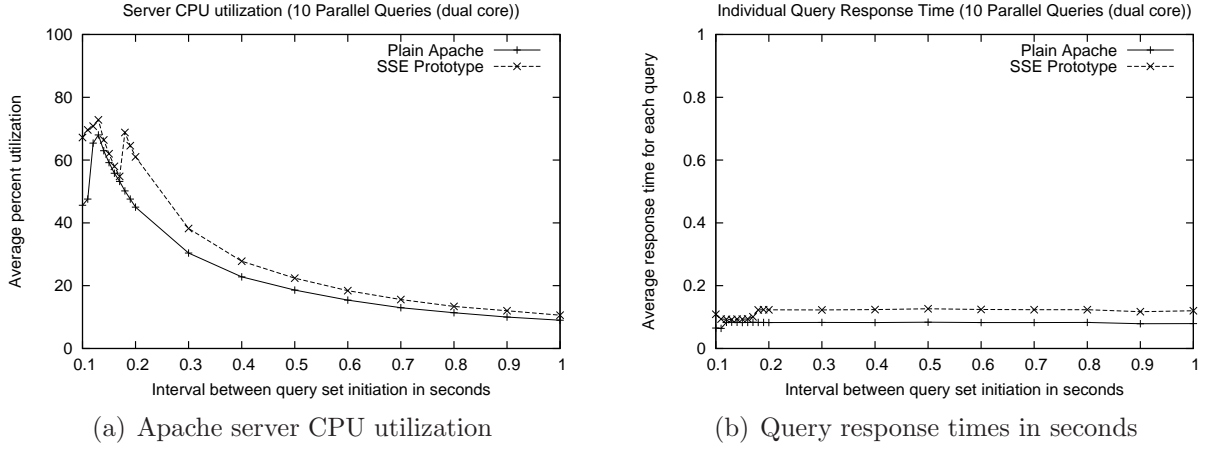 Server CPU utilization (10 Parallel Queries (dual core))
Plain Apache
SSE Prototype
Average percent utilization
100
80
60
40
20
0
0.1 0.2 0.3 0.4 0.5 0.6 0.7 0.8 0.9 1
Interval between query set initiation in seconds
(a) Apache server CPU utilization
Individual Query Response Time (10 Parallel Queries (dual core))
Plain Apache
SSE Prototype
Average response time for each query
1
0.8
0.6
0.4
0.2
0
0.1 0.2 0.3 0.4 0.5 0.6 0.7 0.8 0.9 1
Interval between query set initiation in seconds
(b) Query response times in seconds